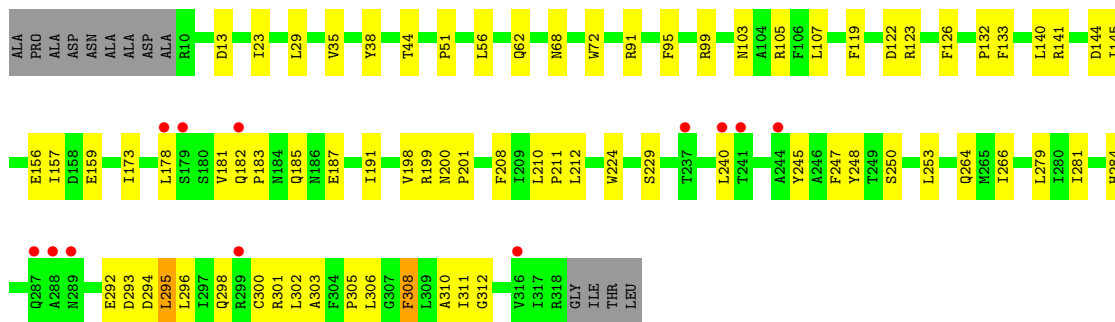 ALA PRO ALA ASP ASN ALA ALA ASP ALA R10 D13 I23 L29 V35 Y38 T44 P51 L56 Q62 N68 W72 R91 F95 R99 N103 A104 R105 F106 L107 F119 D122 R123 F126 P132 F133 L140 R141 D144 I145
E156 I157 D158 E159 I173 L178 S179 S180 V181 Q182 P183 N184 Q185 N186 E187 I191 V198 R199 N200 P201 F208 I209 L210 P211 L212 W224 S229 T237 L240 T241 A244 Y245 A246 F247 Y248 T249 S250 L253 Q264 M265 I266 L279 I280 I281 H284
Q287 A288 N289 E292 D293 D294 L295 L296 I297 Q298 R299 C300 R301 L302 A303 F304 P305 L306 G307 F308 L309 A310 I311 G312 V316 I317 R318 GLY ILE THR LEU